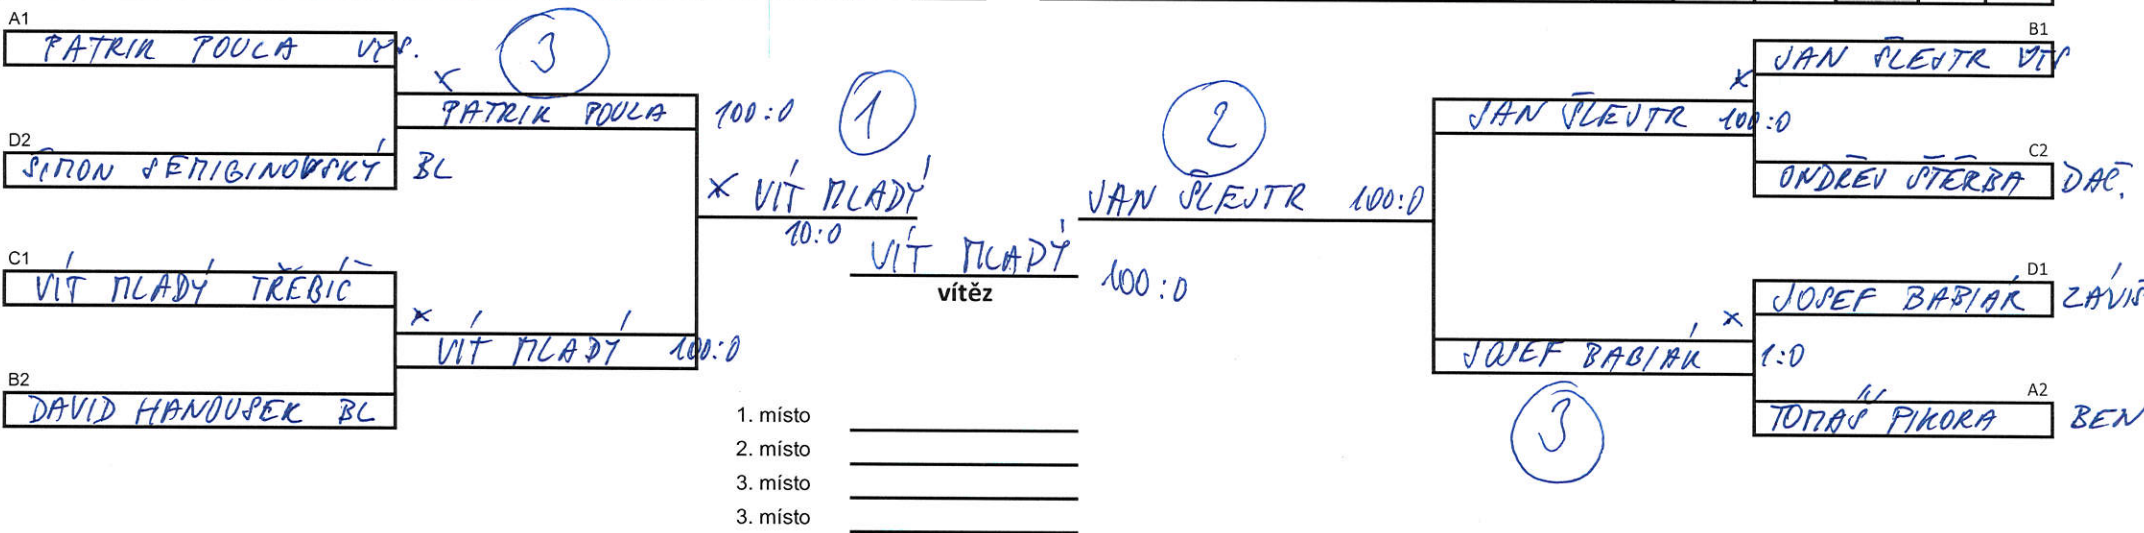 A1
PATRIK POULA VYS.
3
x
PATRIK POULA 100:0
D2
ŠIMON SEMIGINOVSKÝ BL
1
x VÍT MLADÝ
10:0
C1
VÍT MLADÝ TŘEBÍČ
x
VÍT MLADÝ 100:0
B2
DAVID HANOUSEK BL
VÍT MLADÝ 100:0
vítěz
2
JAN ŠLEJTR 100:0
B1
JAN ŠLEJTR VYS
x
JAN ŠLEJTR 100:0
C2
ONDŘEJ ŠTĚRBA DAČ.
D1
JOSEF BABIAR ZÁVIŠ
x
JOSEF BABIÁK 1:0
3
A2
TOMÁŠ PIKORA BEN
1. místo
2. místo
3. místo
3. místo